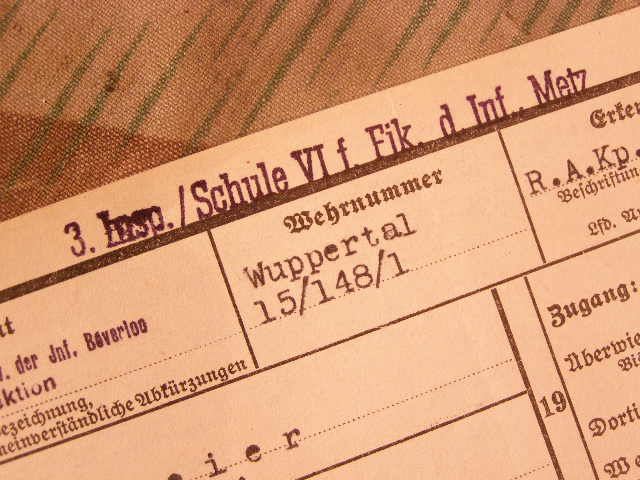 3. Insp./Schule VI f. Fik. d. Inf., Metz
Wehrnummer
Wuppertal
15/148/1
R.A.Kp.
Beschriftun
Lfd.
der Inf. Beverloo
ktion
ezeichnung,
meinverständliche Abkürzungen
eier
19
Zugang:
Überwie
Dorti